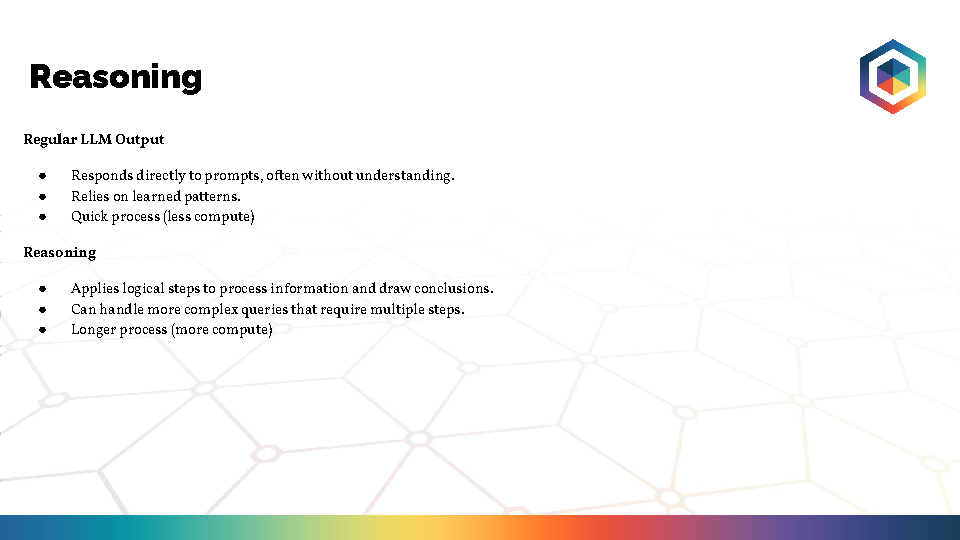 Reasoning
Regular LLM Output
● Responds directly to prompts, often without understanding.
● Relies on learned patterns.
● Quick process (less compute)
Reasoning
● Applies logical steps to process information and draw conclusions.
● Can handle more complex queries that require multiple steps.
● Longer process (more compute)